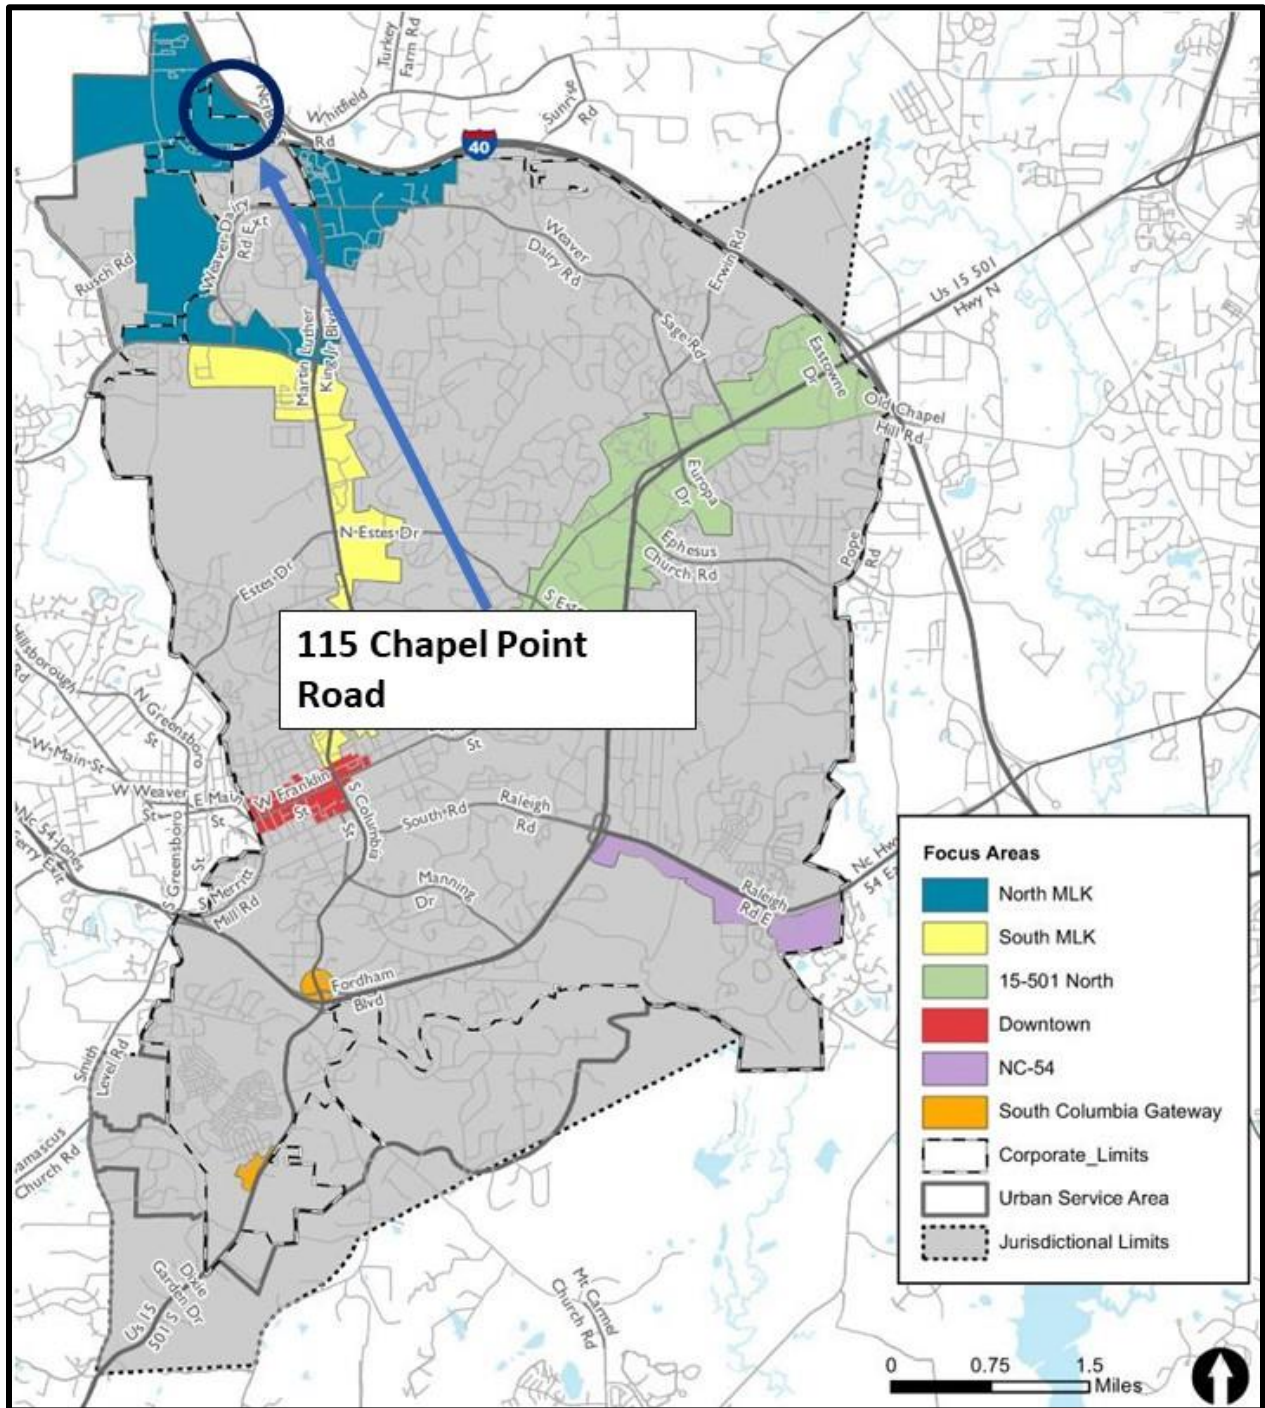 Turkey
Farm Rd
Whitfield
Rd
Sunrise
Rd
40
Weaver Dairy
Rd Ext
Rusch Rd
Weaver
Dairy Rd
Erwin Rd
Us 15 501
Hwy N
Sage Rd
Martin Luther
King Jr Blvd
Eastowne
Dr
Old Chapel
Hill Rd
Europa
Dr
N Estes Dr
Ephesus
Church Rd
Pope
Rd
Estes Dr
S Est
115 Chapel Point
Road
Hillsborough
Rd
N Greensboro
St
W Main St
W Weaver
St
E Main
St
W Franklin
St
St
S Columbia
St
South Rd
Raleigh
Rd
Nc 54
S Greensboro
St
S Merritt
Mill Rd
Manning
Dr
Raleigh
Rd E
Nc Hw
54 Ea
Fordham
Blvd
Smith
Level Rd
amascus
Church Rd
Dixie
Garden Dr
Us 15
501 S
Mt Carmel
Church Rd
Focus Areas
North MLK
South MLK
15-501 North
Downtown
NC-54
South Columbia Gateway
Corporate_Limits
Urban Service Area
Jurisdictional Limits
0 0.75 1.5
Miles